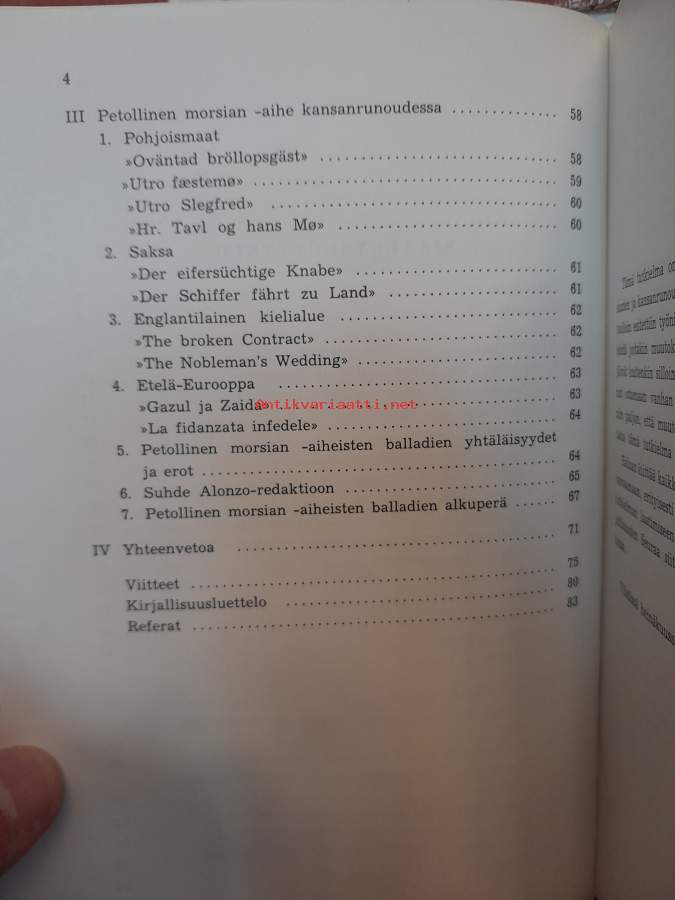 4
III Petollinen morsian -aihe kansanrunoudessa .............. 58
1. Pohjoismaat
»Oväntad bröllopsgäst» .............................. 58
»Utro fæstemø» ...................................... 59
»Utro Slegfred» .................................... 60
»Hr. Tavl og hans Mø» ............................ 60
2. Saksa
»Der eifersüchtige Knabe» ......................... 61
»Der Schiffer fährt zu Land» ..................... 61
3. Englantilainen kielialue ........................... 62
»The broken Contract» ............................. 62
»The Nobleman's Wedding» ....................... 62
4. Etelä-Eurooppa ................................... 63
»Gazul ja Zaida» ................................... 63
Antikvariaatti.net
»La fidanzata infedele» ............................ 64
5. Petollinen morsian -aiheisten balladien yhtäläisyydet
ja erot ............................................. 64
6. Suhde Alonzo-redaktioon .......................... 65
7. Petollinen morsian -aiheisten balladien alkuperä ...... 67
IV Yhteenvetoa ........................................ 71
Viitteet ................................................ 75
Kirjallisuusluettelo .................................. 80
Referat ................................................ 83
Tämä tutkielma